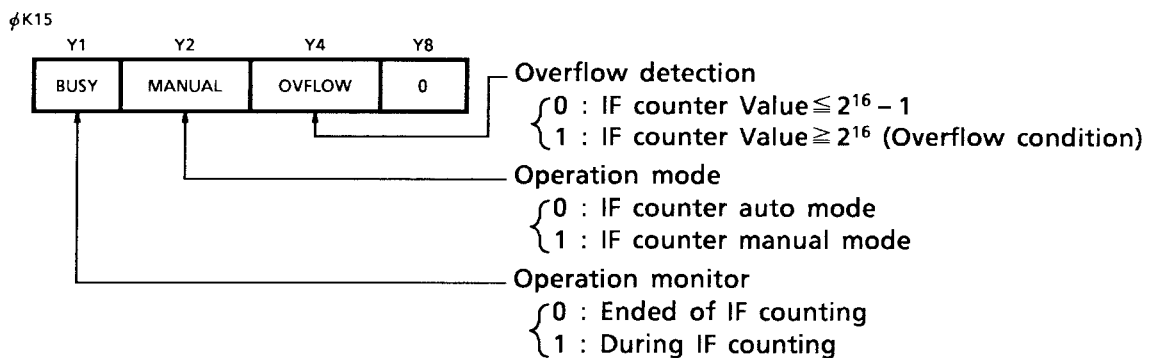 ϕK15
Y1 Y2 Y4 Y8
BUSY MANUAL OVFLOW 0
Overflow detection
0 : IF counter Value ≦ 2¹⁶ – 1
1 : IF counter Value ≧ 2¹⁶ (Overflow condition)
Operation mode
0 : IF counter auto mode
1 : IF counter manual mode
Operation monitor
0 : Ended of IF counting
1 : During IF counting